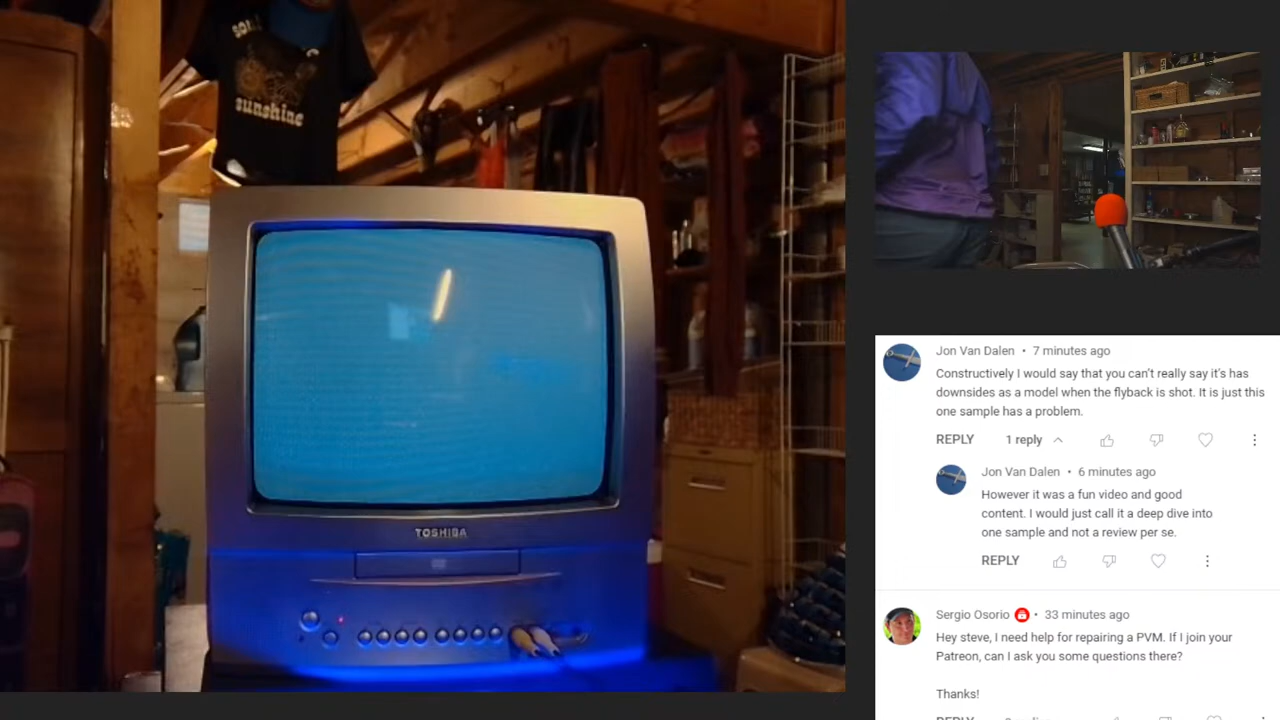 sunshine
TOSHIBA
Jon Van Dalen • 7 minutes ago
Constructively I would say that you can't really say it's has
downsides as a model when the flyback is shot. It is just this
one sample has a problem.
REPLY 1 reply
Jon Van Dalen • 6 minutes ago
However it was a fun video and good
content. I would just call it a deep dive into
one sample and not a review per se.
REPLY
Sergio Osorio • 33 minutes ago
Hey steve, I need help for repairing a PVM. If I join your
Patreon, can I ask you some questions there?
Thanks!
REPLY